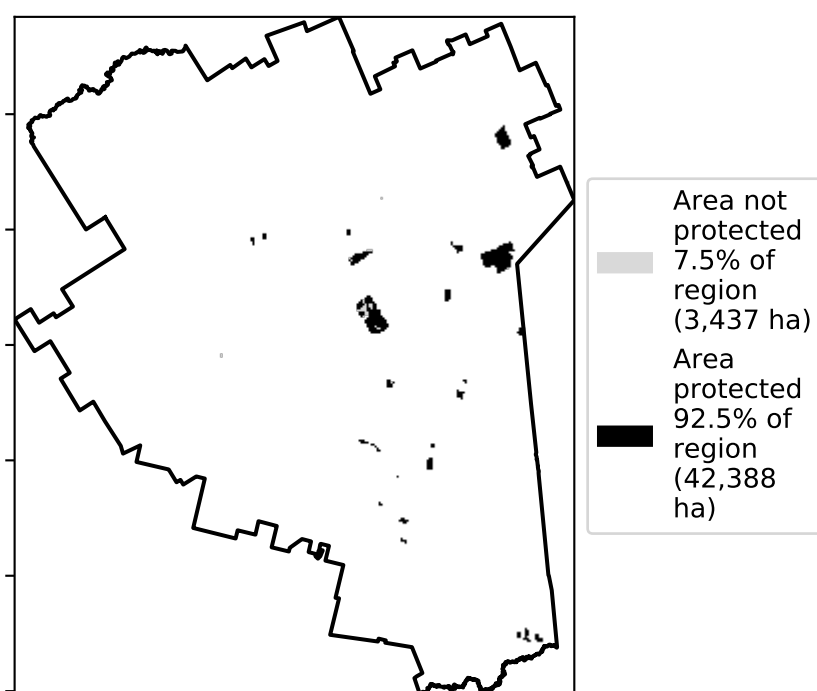 Area not
protected
7.5% of
region
(3,437 ha)
Area
protected
92.5% of
region
(42,388
ha)